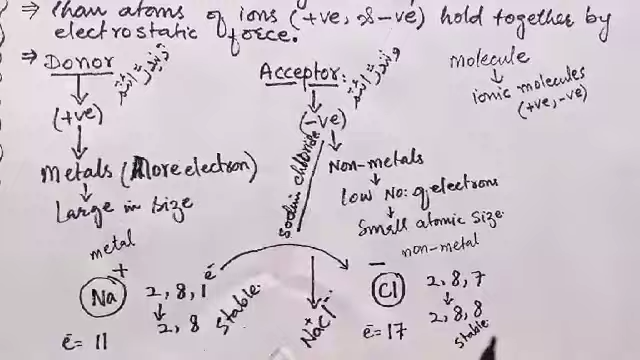 ⇒ than atoms of ions (+ve, & -ve) hold together by
electrostatic force.
⇒ Donor
(+ve)
Metals (More electron)
Large in Size
Acceptor:
(-ve)
Non-metals
Low No: of electrons
Small atomic size.
Molecule
ionic molecules
(+ve, -ve)
Sodium chloride
metal
+
Na
2, 8, 1
e-
2, 8
Stable
ē = 11
Na+ Cl-
non-metal
-
Cl
2, 8, 7
2, 8, 8
Stable
ē = 17